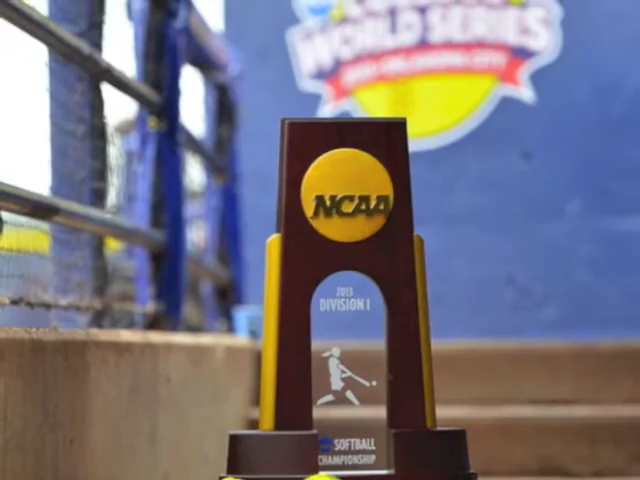 WORLD SERIES
NCAA
2013
DIVISION I
SOFTBALL
CHAMPIONSHIP